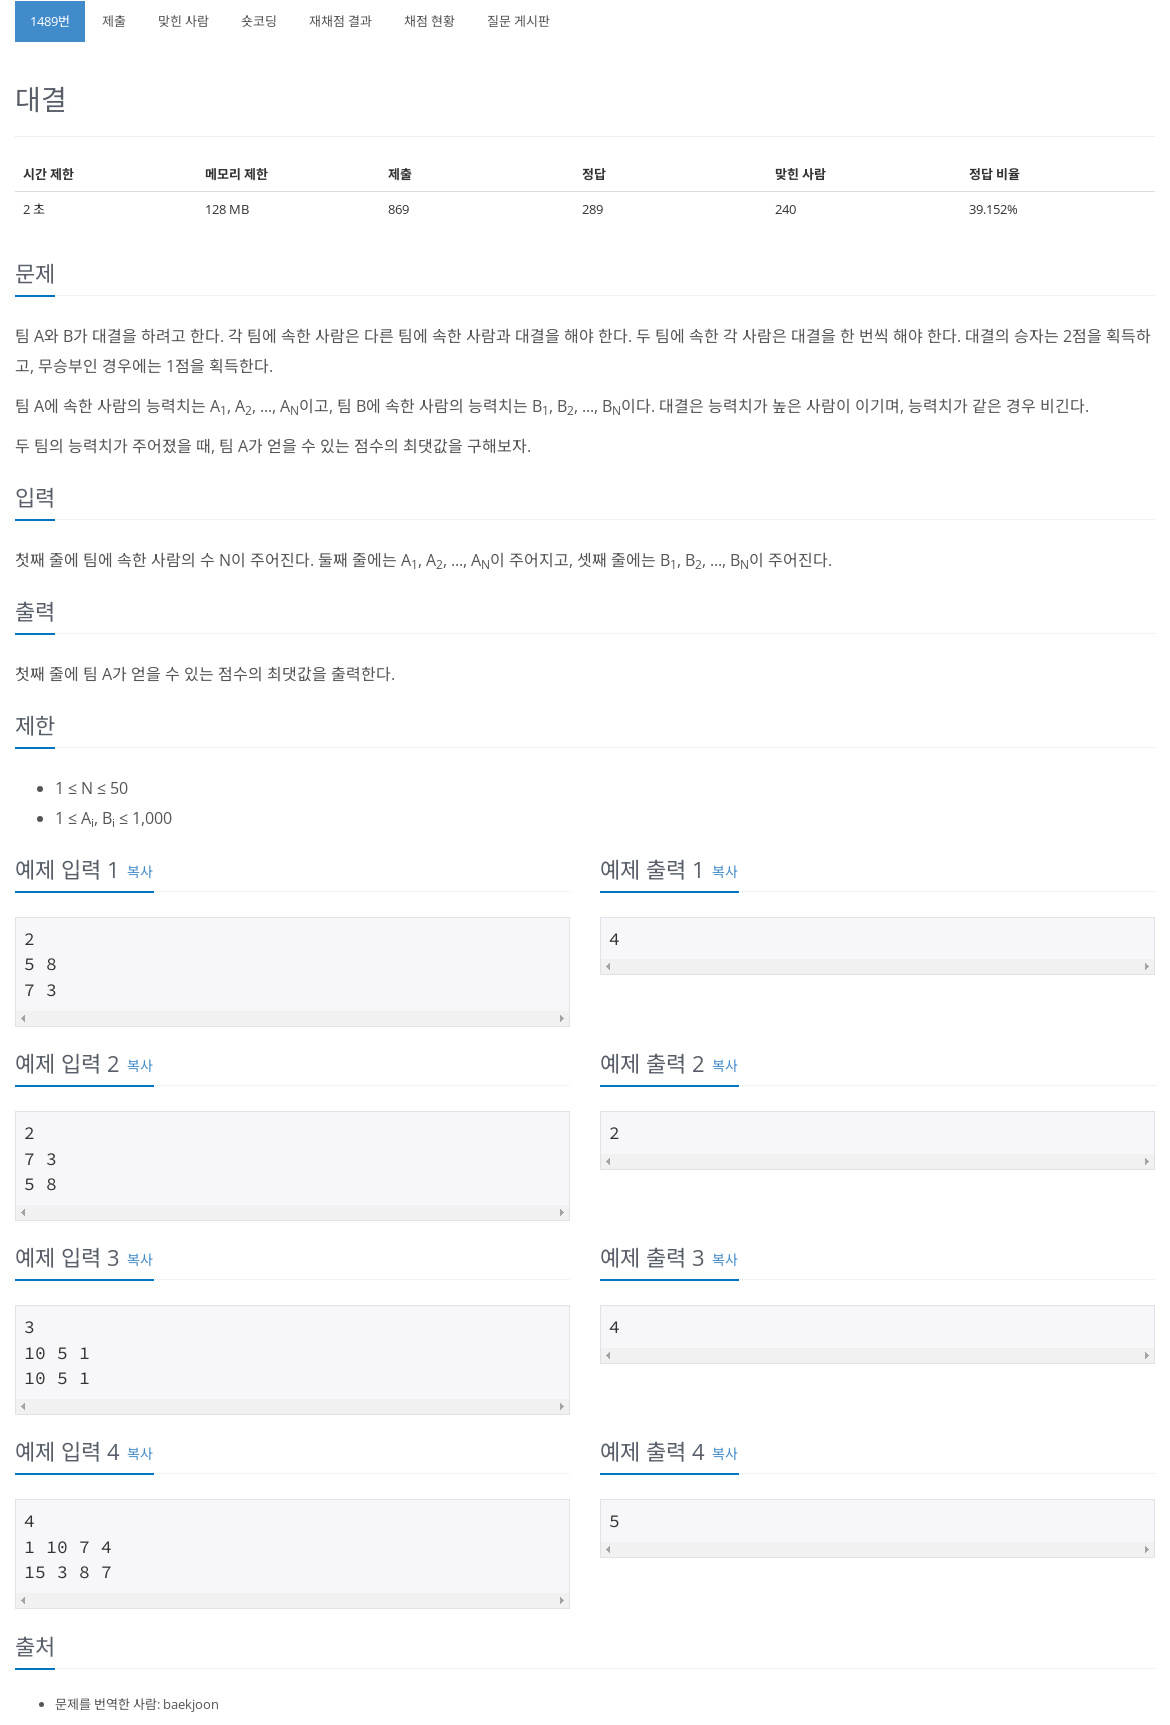 1489번 제출 맞힌 사람 숏코딩 재채점 결과 채점 현황 질문 게시판
대결
시간 제한 메모리 제한 제출 정답 맞힌 사람 정답 비율
2 초 128 MB 869 289 240 39.152%
문제
팀 A와 B가 대결을 하려고 한다. 각 팀에 속한 사람은 다른 팀에 속한 사람과 대결을 해야 한다. 두 팀에 속한 각 사람은 대결을 한 번씩 해야 한다. 대결의 승자는 2점을 획득하
고, 무승부인 경우에는 1점을 획득한다.
팀 A에 속한 사람의 능력치는 A1, A2, ..., AN이고, 팀 B에 속한 사람의 능력치는 B1, B2, ..., BN이다. 대결은 능력치가 높은 사람이 이기며, 능력치가 같은 경우 비긴다.
두 팀의 능력치가 주어졌을 때, 팀 A가 얻을 수 있는 점수의 최댓값을 구해보자.
입력
첫째 줄에 팀에 속한 사람의 수 N이 주어진다. 둘째 줄에는 A1, A2, ..., AN이 주어지고, 셋째 줄에는 B1, B2, ..., BN이 주어진다.
출력
첫째 줄에 팀 A가 얻을 수 있는 점수의 최댓값을 출력한다.
제한
1 ≤ N ≤ 50
1 ≤ Ai, Bi ≤ 1,000
예제 입력 1 복사
2
5 8
7 3
예제 출력 1 복사
4
예제 입력 2 복사
2
7 3
5 8
예제 출력 2 복사
2
예제 입력 3 복사
3
10 5 1
10 5 1
예제 출력 3 복사
4
예제 입력 4 복사
4
1 10 7 4
15 3 8 7
예제 출력 4 복사
5
출처
문제를 번역한 사람: baekjoon